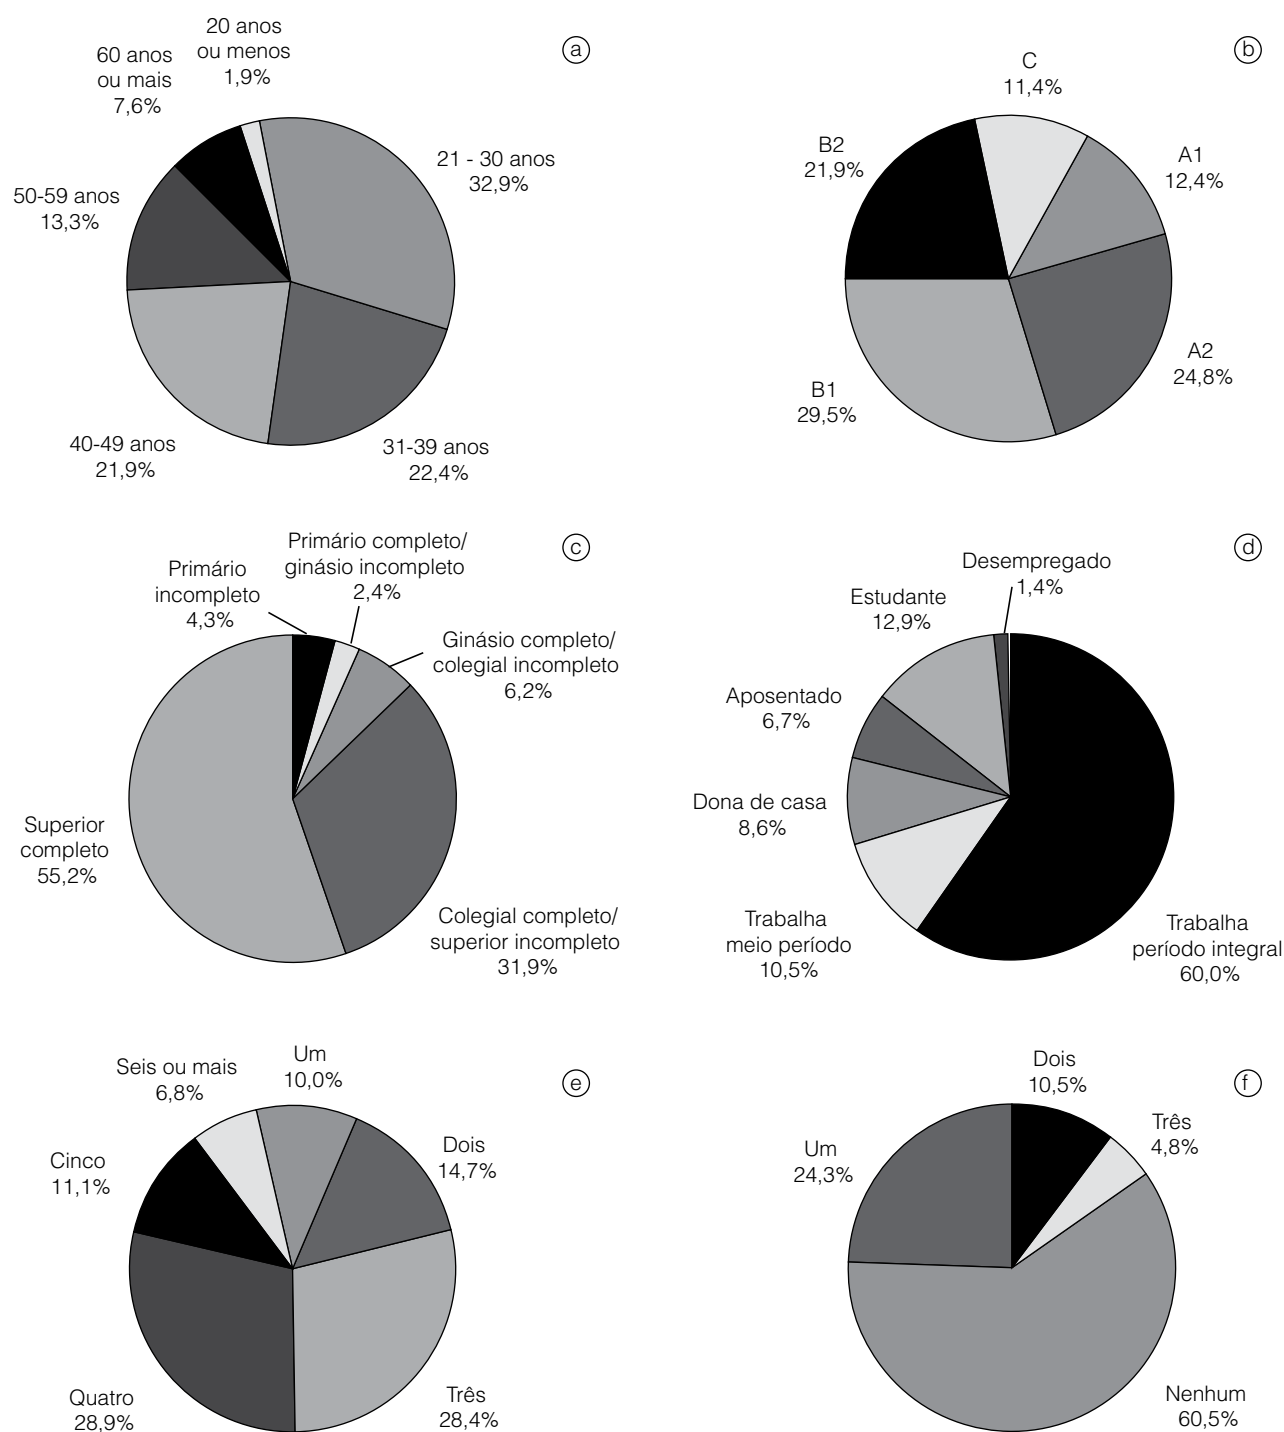 a
20 anos
ou menos
1,9%
60 anos
ou mais
7,6%
21 - 30 anos
32,9%
50-59 anos
13,3%
40-49 anos
21,9%
31-39 anos
22,4%
b
C
11,4%
B2
21,9%
A1
12,4%
A2
24,8%
B1
29,5%
c
Primário completo/
ginásio incompleto
2,4%
Primário
incompleto
4,3%
Ginásio completo/
colegial incompleto
6,2%
Superior
completo
55,2%
Colegial completo/
superior incompleto
31,9%
d
Desempregado
1,4%
Estudante
12,9%
Aposentado
6,7%
Dona de casa
8,6%
Trabalha
meio período
10,5%
Trabalha
período integral
60,0%
e
Um
10,0%
Seis ou mais
6,8%
Dois
14,7%
Cinco
11,1%
Quatro
28,9%
Três
28,4%
f
Dois
10,5%
Três
4,8%
Um
24,3%
Nenhum
60,5%